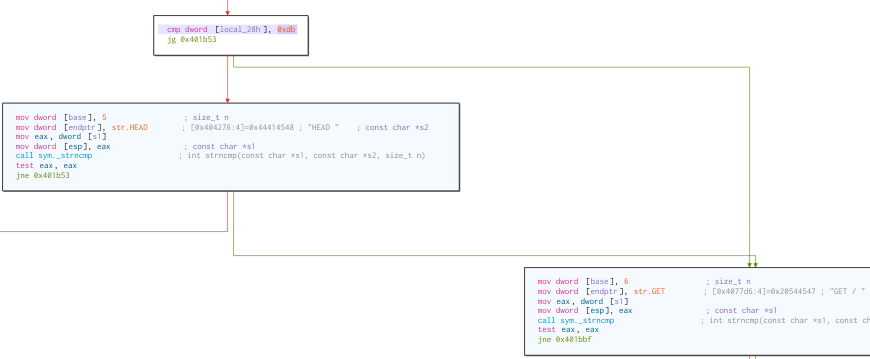 cmp dword [local_28h], 0xdb
jg 0x401b53
mov dword [base], 5 ; size_t n
mov dword [endptr], str.HEAD ; [0x404276:4]=0x44414548 ; "HEAD " ; const char *s2
mov eax, dword [s1]
mov dword [esp], eax ; const char *s1
call sym._strncmp ; int strncmp(const char *s1, const char *s2, size_t n)
test eax, eax
jne 0x401b53
mov dword [base], 6 ; size_t n
mov dword [endptr], str.GET ; [0x4077d6:4]=0x20544547 ; "GET / "
mov eax, dword [s1]
mov dword [esp], eax ; const char *s1
call sym._strncmp ; int strncmp(const char *s1, const ch
test eax, eax
jne 0x401bbf